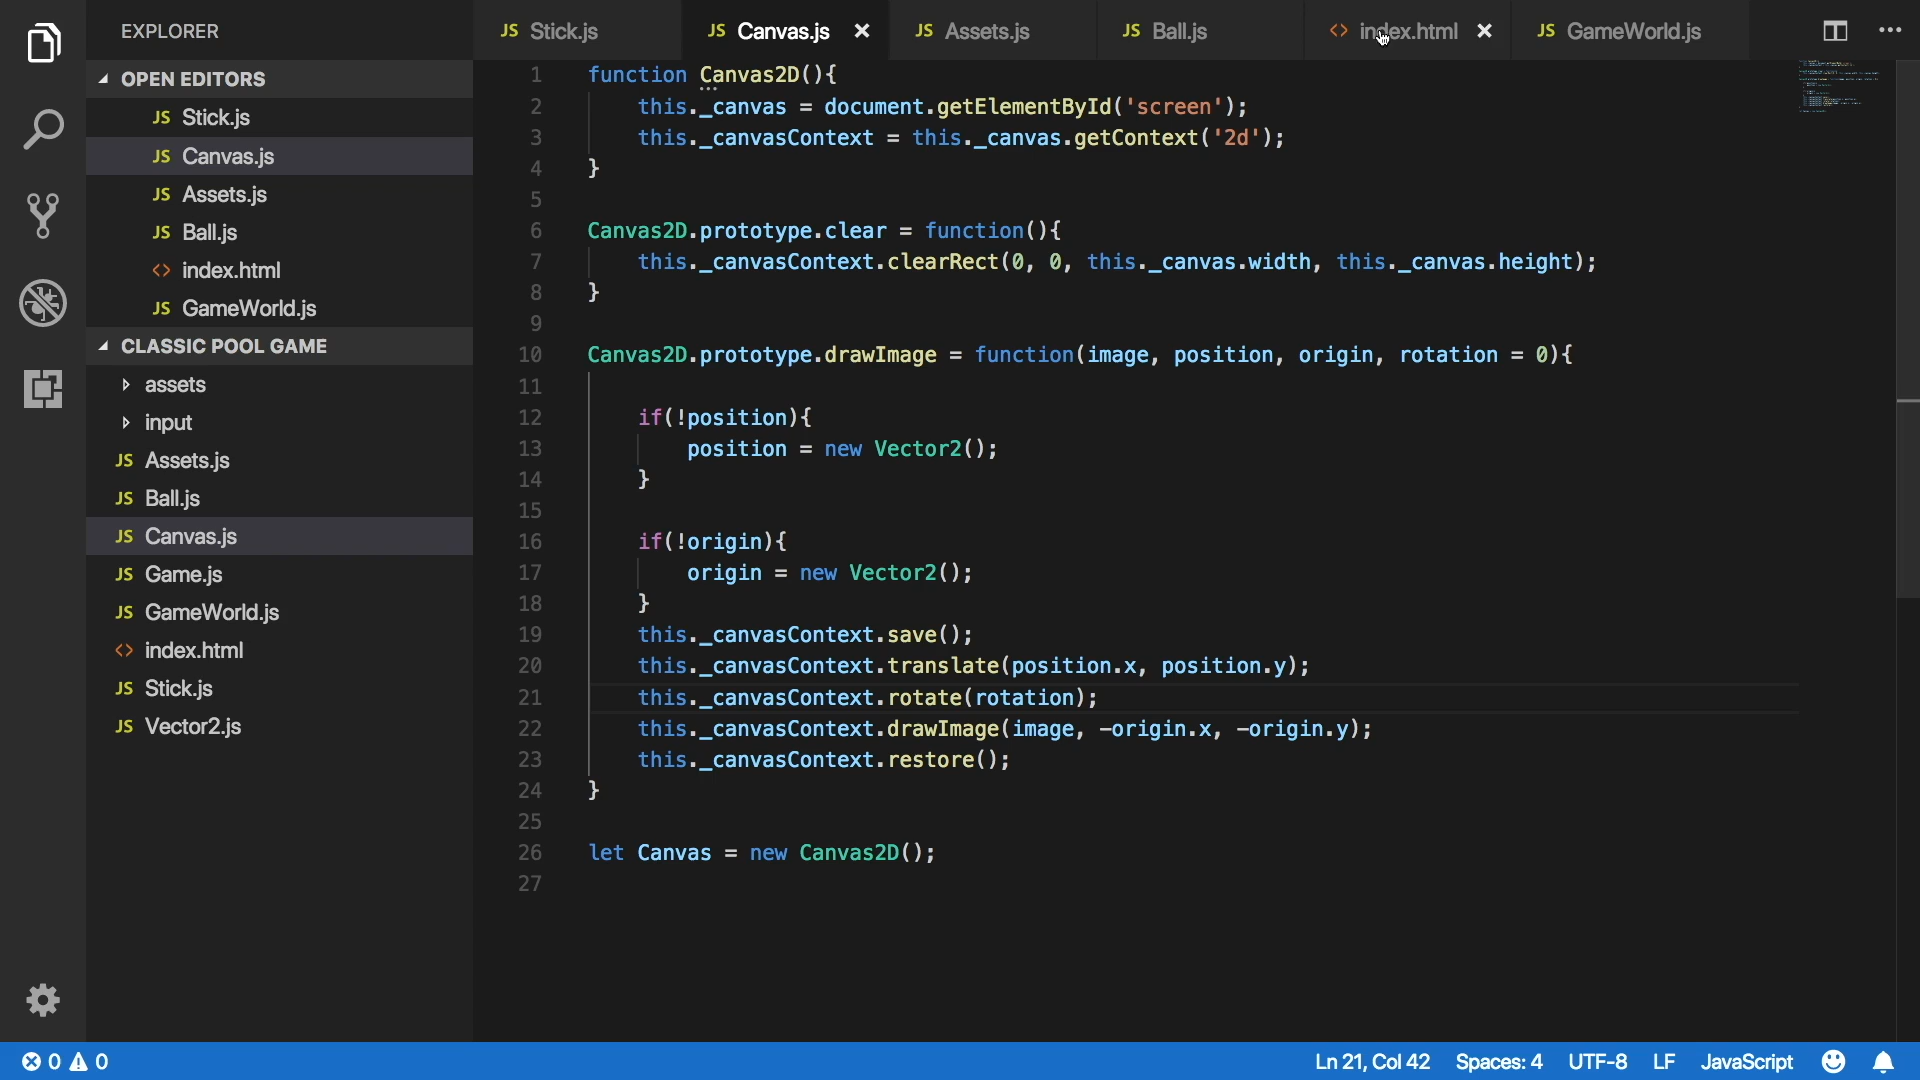 EXPLORER
OPEN EDITORS
JS Stick.js
JS Canvas.js
JS Assets.js
JS Ball.js
<> index.html
JS GameWorld.js
CLASSIC POOL GAME
assets
input
JS Assets.js
JS Ball.js
JS Canvas.js
JS Game.js
JS GameWorld.js
<> index.html
JS Stick.js
JS Vector2.js
JS Stick.js JS Canvas.js JS Assets.js JS Ball.js <> index.html JS GameWorld.js
1 function Canvas2D(){
2 this._canvas = document.getElementById('screen');
3 this._canvasContext = this._canvas.getContext('2d');
4 }
5
6 Canvas2D.prototype.clear = function(){
7 this._canvasContext.clearRect(0, 0, this._canvas.width, this._canvas.height);
8 }
9
10 Canvas2D.prototype.drawImage = function(image, position, origin, rotation = 0){
11
12 if(!position){
13 position = new Vector2();
14 }
15
16 if(!origin){
17 origin = new Vector2();
18 }
19 this._canvasContext.save();
20 this._canvasContext.translate(position.x, position.y);
21 this._canvasContext.rotate(rotation);
22 this._canvasContext.drawImage(image, -origin.x, -origin.y);
23 this._canvasContext.restore();
24 }
25
26 let Canvas = new Canvas2D();
27
0 0 Ln 21, Col 42 Spaces: 4 UTF-8 LF JavaScript